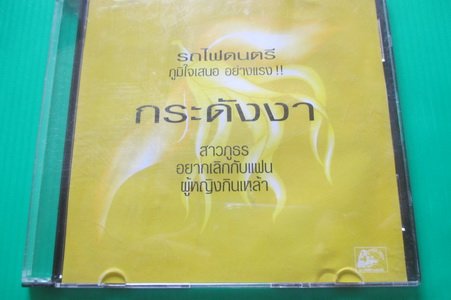 รถไฟดนตรี
ภูมิใจเสนอ อย่างแรง !!
กระดังงา
สาวภูธร
อยากเลิกกับแฟน
ผู้หญิงกินเหล้า